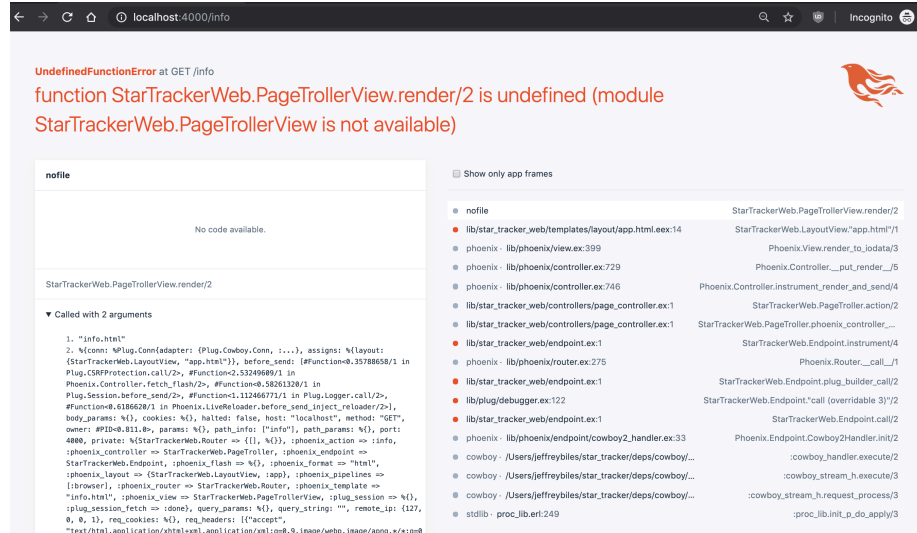 localhost:4000/info
Incognito
UndefinedFunctionError at GET /info
function StarTrackerWeb.PageTrollerView.render/2 is undefined (module
StarTrackerWeb.PageTrollerView is not available)
nofile
No code available.
StarTrackerWeb.PageTrollerView.render/2
▼ Called with 2 arguments
1. "info.html"
2. %{conn: %Plug.Conn{adapter: {Plug.Cowboy.Conn, :...}, assigns: %{layout:
{StarTrackerWeb.LayoutView, "app.html"}}, before_send: [#Function<0.35788658/1 in
Plug.CSRFProtection.call/2>, #Function<2.53249609/1 in
Phoenix.Controller.fetch_flash/2>, #Function<0.58261320/1 in
Plug.Session.before_send/2>, #Function<1.112466771/1 in Plug.Logger.call/2>,
#Function<0.6186620/1 in Phoenix.LiveReloader.before_send_inject_reloader/2>],
body_params: %{}, cookies: %{}, halted: false, host: "localhost", method: "GET",
owner: #PID<0.811.0>, params: %{}, path_info: ["info"], path_params: %{}, port:
4000, private: %{StarTrackerWeb.Router => {[], %{}}, :phoenix_action => :info,
:phoenix_controller => StarTrackerWeb.PageTroller, :phoenix_endpoint =>
StarTrackerWeb.Endpoint, :phoenix_flash => %{}, :phoenix_format => "html",
:phoenix_layout => {StarTrackerWeb.LayoutView, :app}, :phoenix_pipelines =>
[:browser], :phoenix_router => StarTrackerWeb.Router, :phoenix_template =>
"info.html", :phoenix_view => StarTrackerWeb.PageTrollerView, :plug_session => %{},
:plug_session_fetch => :done}, query_params: %{}, query_string: "", remote_ip: {127,
0, 0, 1}, req_cookies: %{}, req_headers: [{"accept",
"text/html,application/xhtml+xml,application/xml;q=0.9,image/webp,image/apng,*/*;q=0
Show only app frames
nofile StarTrackerWeb.PageTrollerView.render/2
lib/star_tracker_web/templates/layout/app.html.eex:14 StarTrackerWeb.LayoutView."app.html"/1
phoenix · lib/phoenix/view.ex:399 Phoenix.View.render_to_iodata/3
phoenix · lib/phoenix/controller.ex:729 Phoenix.Controller.__put_render__/5
phoenix · lib/phoenix/controller.ex:746 Phoenix.Controller.instrument_render_and_send/4
lib/star_tracker_web/controllers/page_controller.ex:1 StarTrackerWeb.PageTroller.action/2
lib/star_tracker_web/controllers/page_controller.ex:1 StarTrackerWeb.PageTroller.phoenix_controller_...
lib/star_tracker_web/endpoint.ex:1 StarTrackerWeb.Endpoint.instrument/4
phoenix · lib/phoenix/router.ex:275 Phoenix.Router.__call__/1
lib/star_tracker_web/endpoint.ex:1 StarTrackerWeb.Endpoint.plug_builder_call/2
lib/plug/debugger.ex:122 StarTrackerWeb.Endpoint."call (overridable 3)"/2
lib/star_tracker_web/endpoint.ex:1 StarTrackerWeb.Endpoint.call/2
phoenix · lib/phoenix/endpoint/cowboy2_handler.ex:33 Phoenix.Endpoint.Cowboy2Handler.init/2
cowboy · /Users/jeffreybiles/star_tracker/deps/cowboy/... :cowboy_handler.execute/2
cowboy · /Users/jeffreybiles/star_tracker/deps/cowboy/... :cowboy_stream_h.execute/3
cowboy · /Users/jeffreybiles/star_tracker/deps/cowboy/... :cowboy_stream_h.request_process/3
stdlib · proc_lib.erl:249 :proc_lib.init_p_do_apply/3